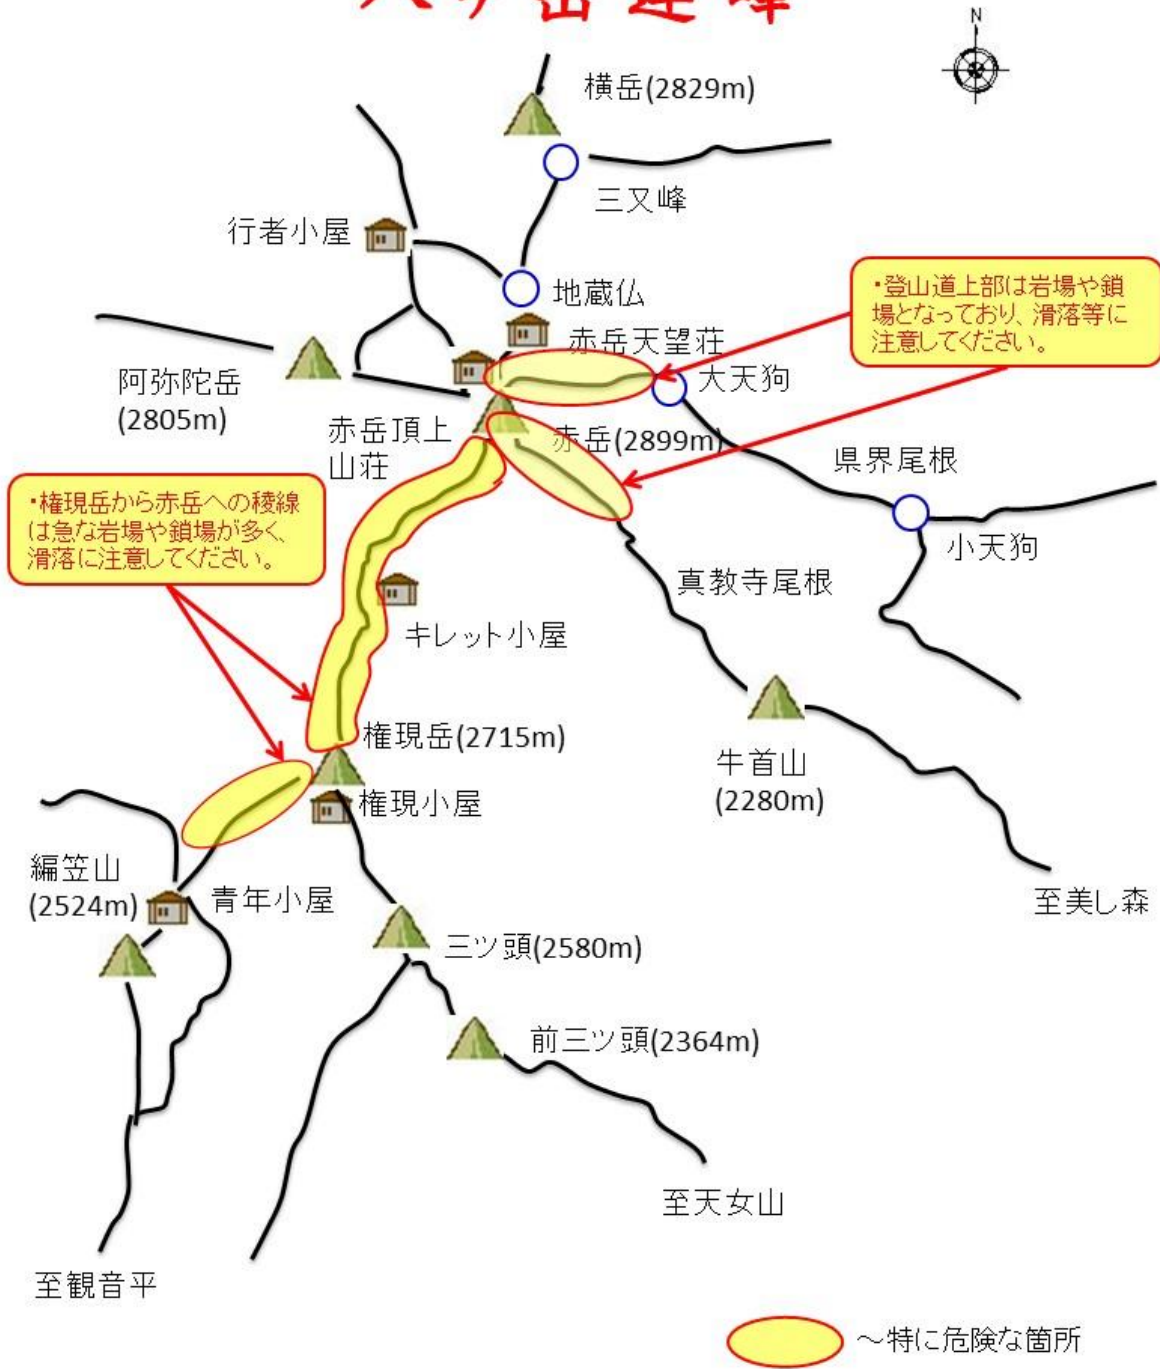 八ヶ岳連峰
N
横岳(2829m)
三又峰
行者小屋
地蔵仏
・登山道上部は岩場や鎖
場となっており、滑落等に
注意してください。
赤岳天望荘
大天狗
阿弥陀岳
(2805m)
赤岳頂上
山荘
赤岳(2899m)
県界尾根
・権現岳から赤岳への稜線
は急な岩場や鎖場が多く、
滑落に注意してください。
小天狗
真教寺尾根
キレット小屋
権現岳(2715m)
牛首山
(2280m)
権現小屋
編笠山
(2524m)
青年小屋
至美し森
三ツ頭(2580m)
前三ツ頭(2364m)
至天女山
至観音平
～特に危険な箇所